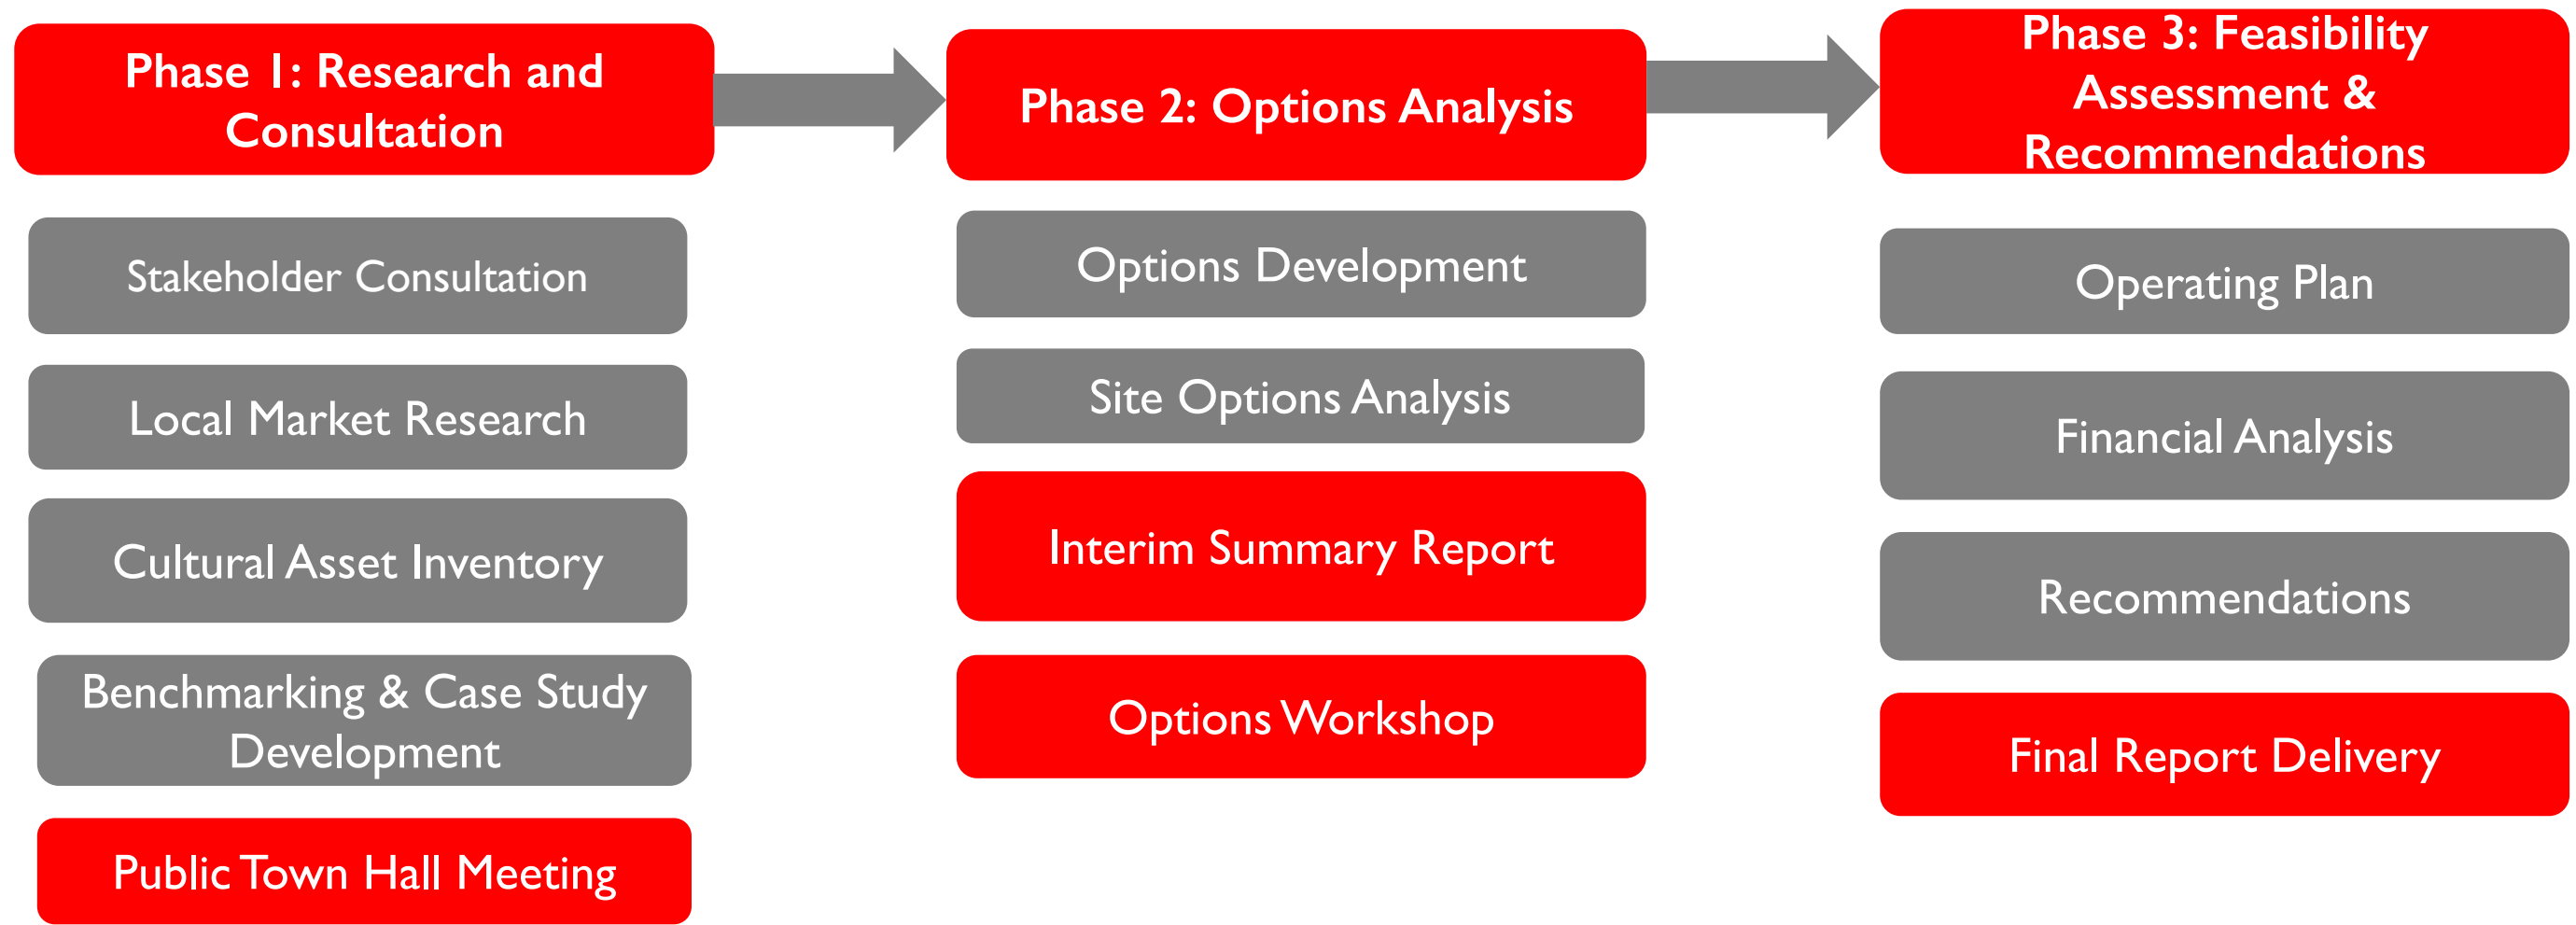 Phase 1: Research and
Consultation
Stakeholder Consultation
Local Market Research
Cultural Asset Inventory
Benchmarking & Case Study
Development
Public Town Hall Meeting
Phase 2: Options Analysis
Options Development
Site Options Analysis
Interim Summary Report
Options Workshop
Phase 3: Feasibility
Assessment &
Recommendations
Operating Plan
Financial Analysis
Recommendations
Final Report Delivery